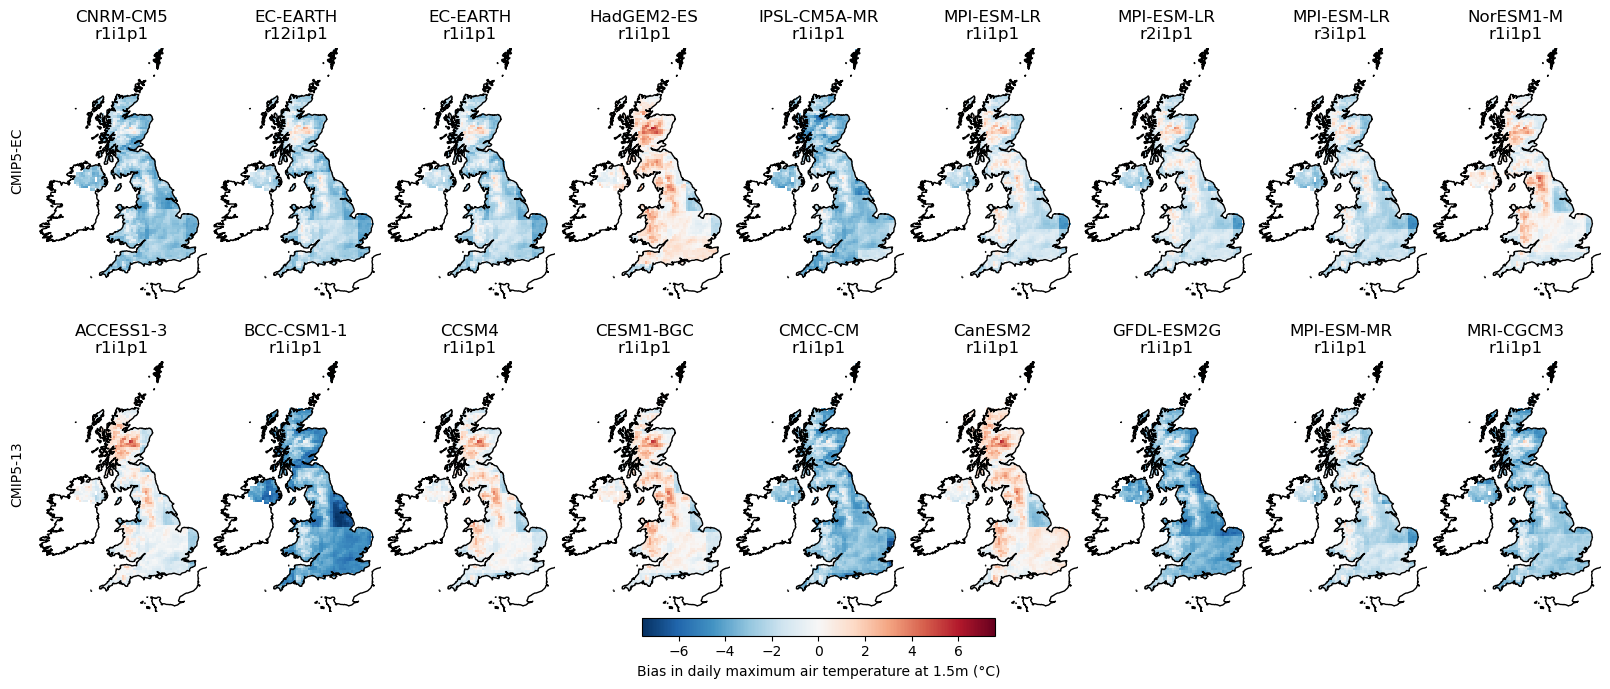 CNRM-CM5
r1i1p1
EC-EARTH
r12i1p1
EC-EARTH
r1i1p1
HadGEM2-ES
r1i1p1
IPSL-CM5A-MR
r1i1p1
MPI-ESM-LR
r1i1p1
MPI-ESM-LR
r2i1p1
MPI-ESM-LR
r3i1p1
NorESM1-M
r1i1p1
CMIP5-EC
ACCESS1-3
r1i1p1
BCC-CSM1-1
r1i1p1
CCSM4
r1i1p1
CESM1-BGC
r1i1p1
CMCC-CM
r1i1p1
CanESM2
r1i1p1
GFDL-ESM2G
r1i1p1
MPI-ESM-MR
r1i1p1
MRI-CGCM3
r1i1p1
CMIP5-13
−6 −4 −2 0 2 4 6
Bias in daily maximum air temperature at 1.5m (°C)